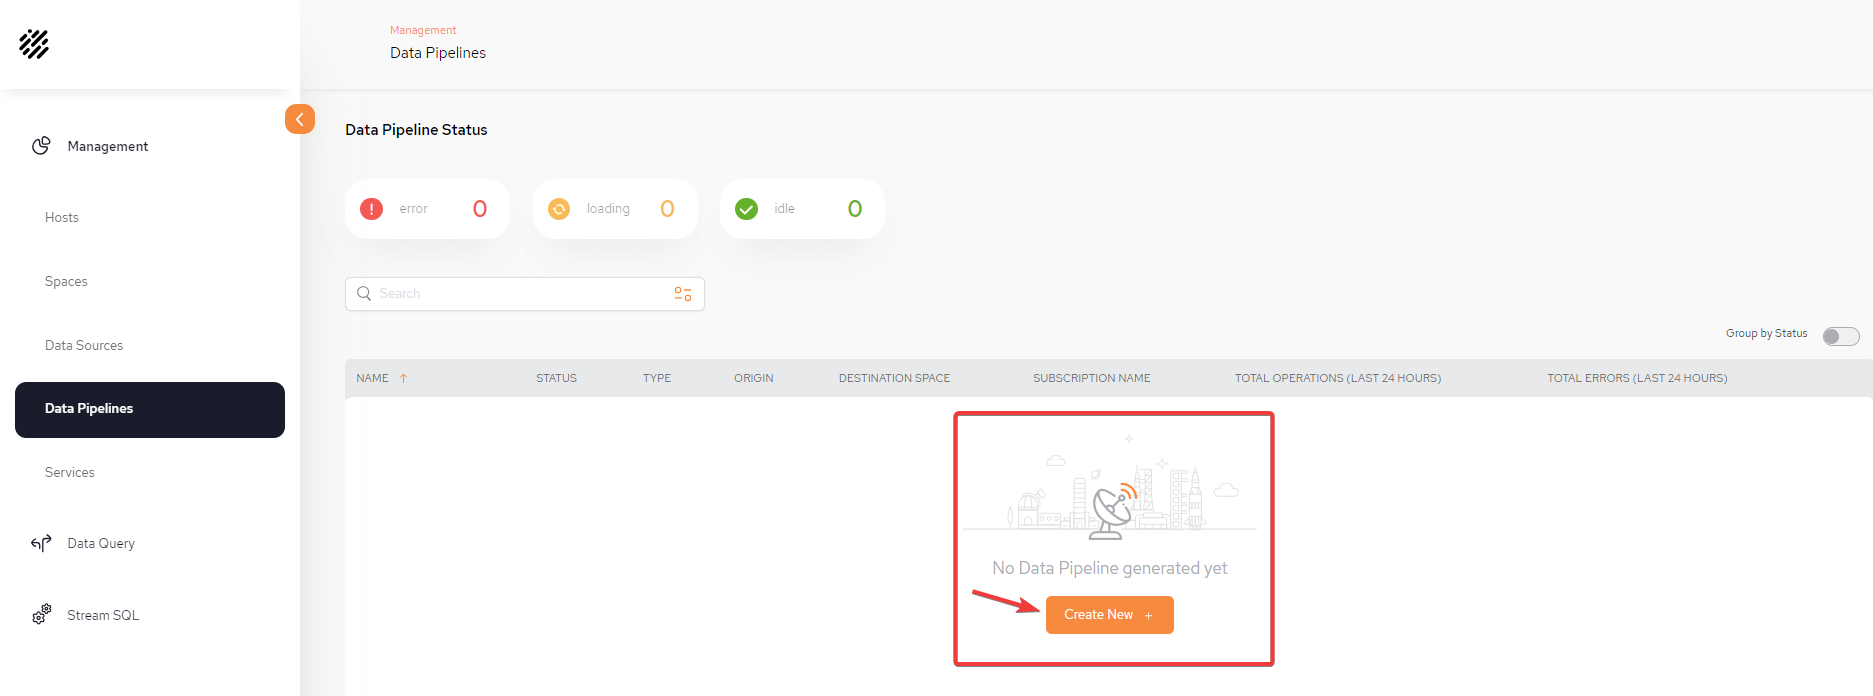 Management
Data Pipelines
Management
Hosts
Spaces
Data Sources
Data Pipelines
Services
Data Query
Stream SQL
Data Pipeline Status
error 0
loading 0
idle 0
Search
Group by Status
NAME STATUS TYPE ORIGIN DESTINATION SPACE SUBSCRIPTION NAME TOTAL OPERATIONS (LAST 24 HOURS) TOTAL ERRORS (LAST 24 HOURS)
No Data Pipeline generated yet
Create New +